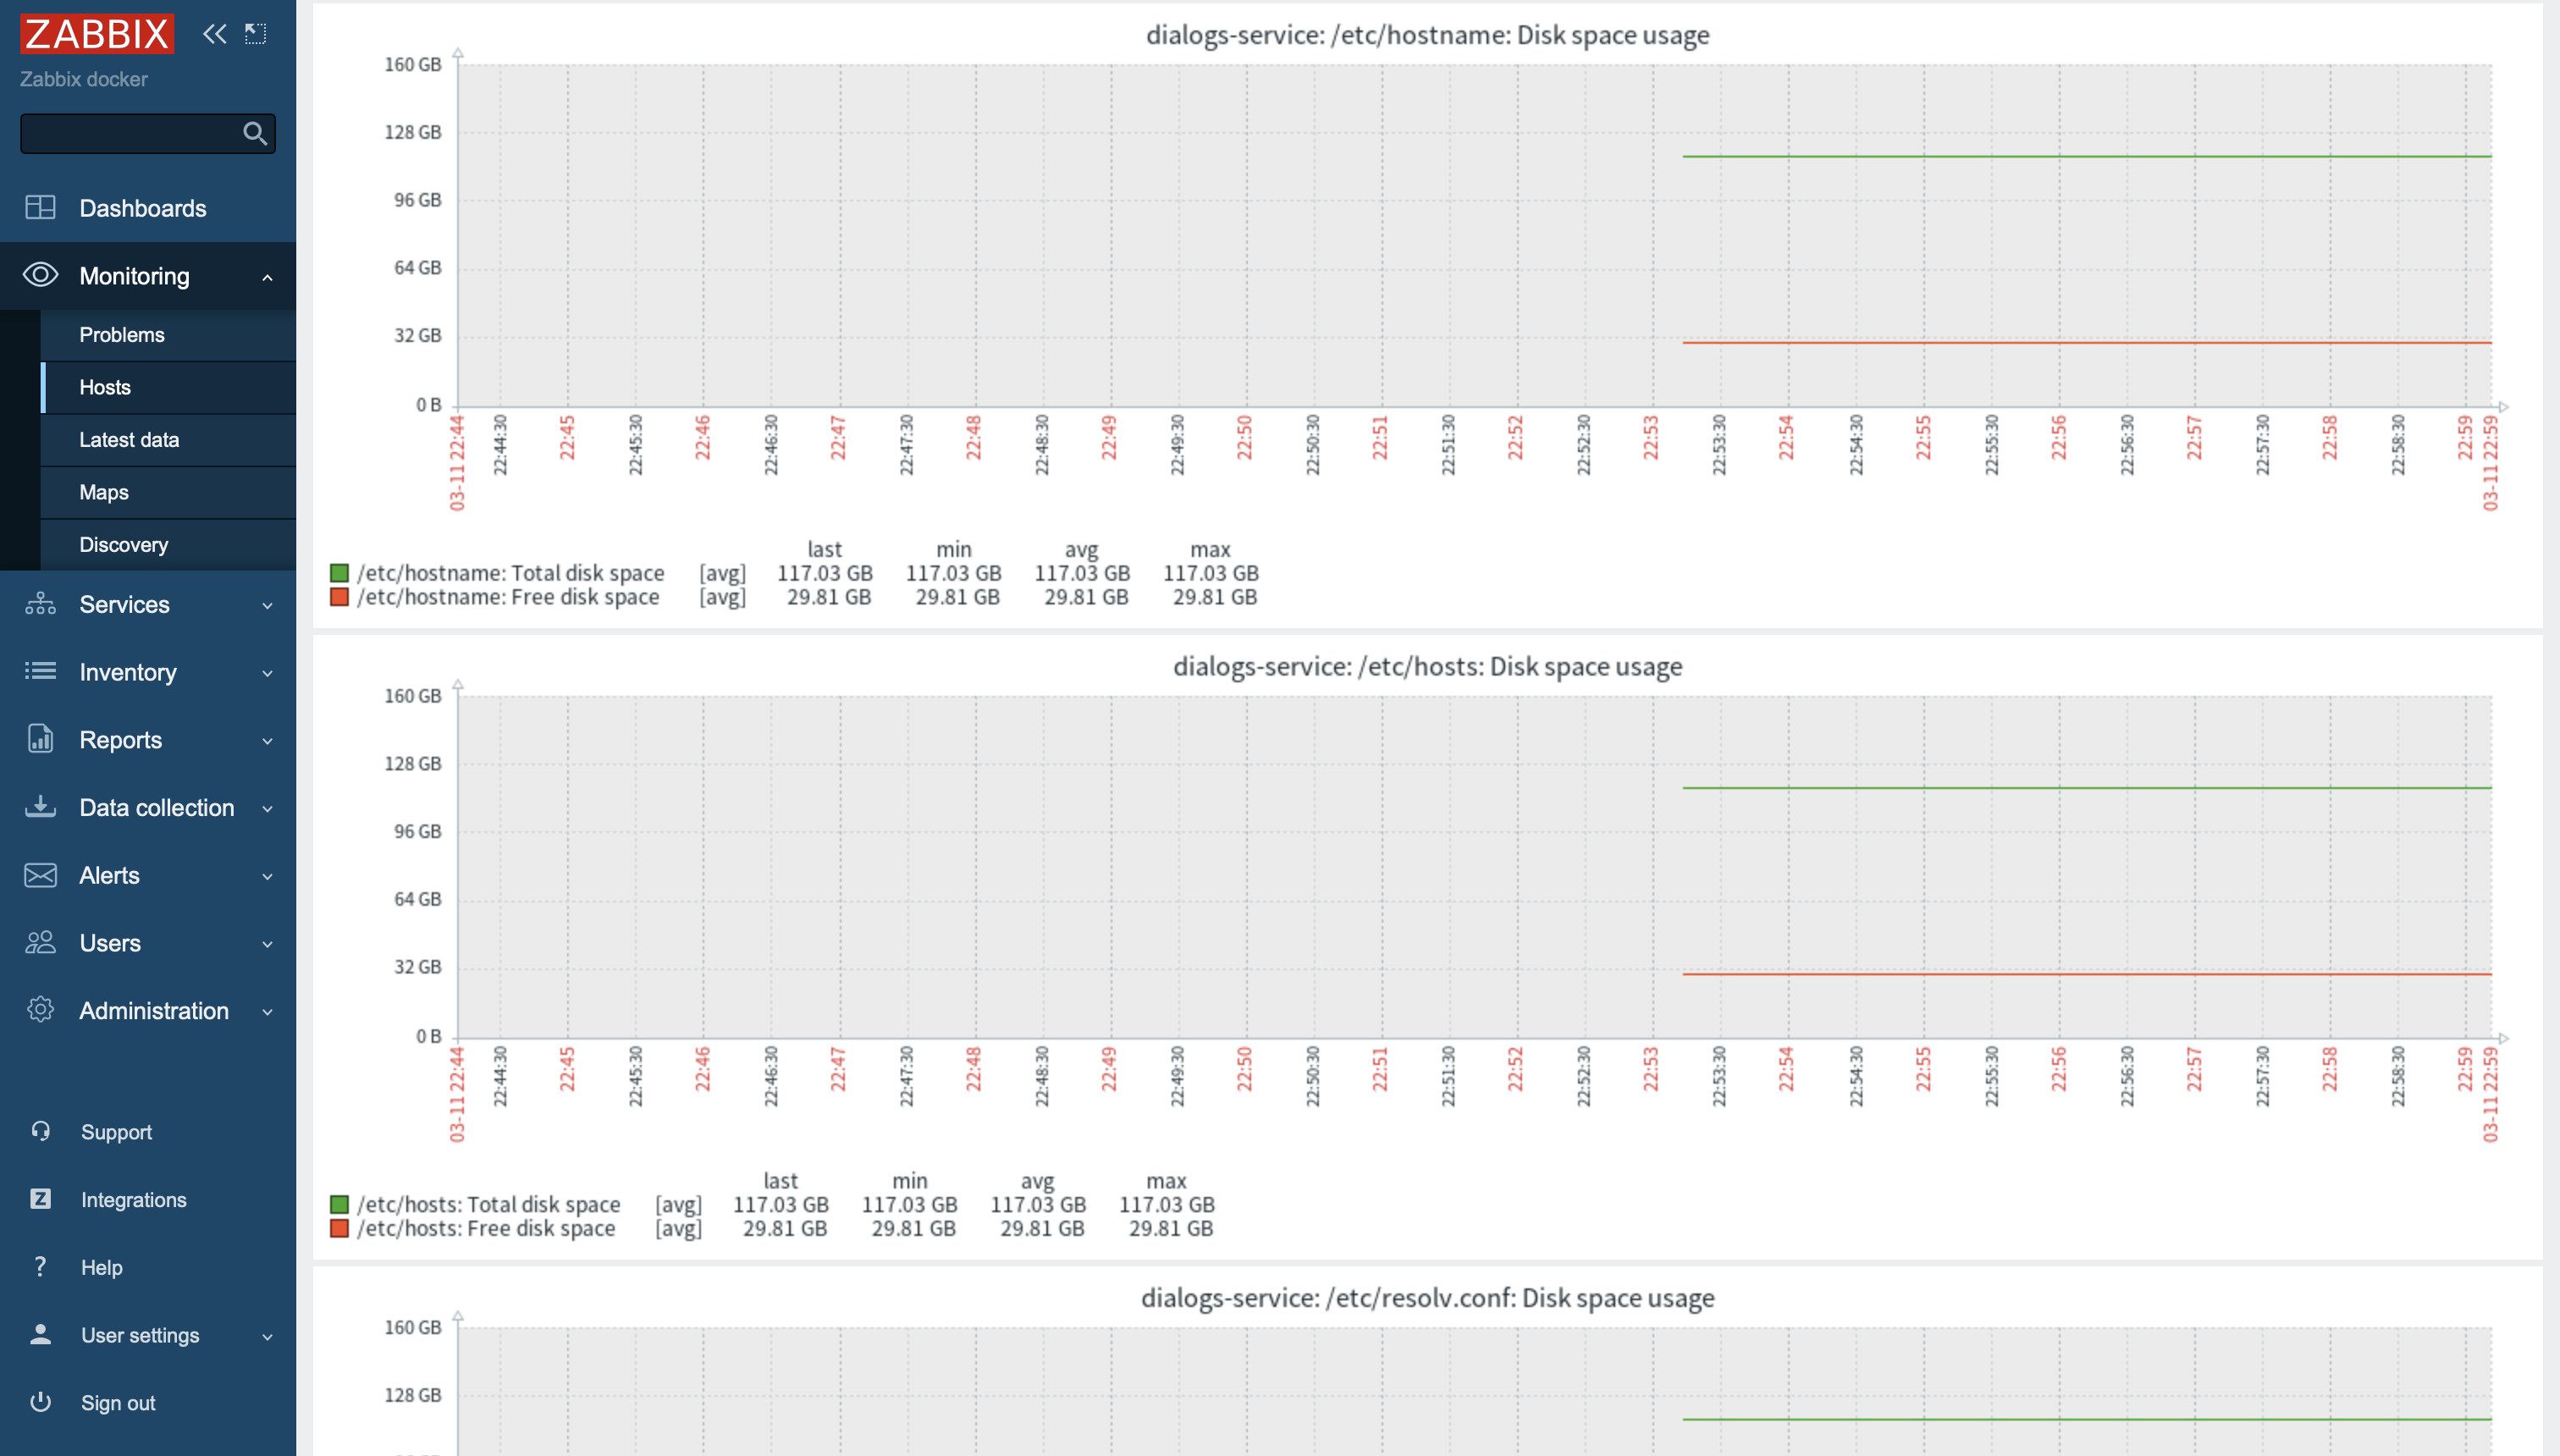 ZABBIX
Zabbix docker
Dashboards
Monitoring
Problems
Hosts
Latest data
Maps
Discovery
Services
Inventory
Reports
Data collection
Alerts
Users
Administration
Support
Integrations
Help
User settings
Sign out
dialogs-service: /etc/hostname: Disk space usage
160 GB
128 GB
96 GB
64 GB
32 GB
0 B
03-11 22:44 22:44:30 22:45 22:45:30 22:46 22:46:30 22:47 22:47:30 22:48 22:48:30 22:49 22:49:30 22:50 22:50:30 22:51 22:51:30 22:52 22:52:30 22:53 22:53:30 22:54 22:54:30 22:55 22:55:30 22:56 22:56:30 22:57 22:57:30 22:58 22:58:30 22:59 03-11 22:59
last min avg max
/etc/hostname: Total disk space [avg] 117.03 GB 117.03 GB 117.03 GB 117.03 GB
/etc/hostname: Free disk space [avg] 29.81 GB 29.81 GB 29.81 GB 29.81 GB
dialogs-service: /etc/hosts: Disk space usage
160 GB
128 GB
96 GB
64 GB
32 GB
0 B
03-11 22:44 22:44:30 22:45 22:45:30 22:46 22:46:30 22:47 22:47:30 22:48 22:48:30 22:49 22:49:30 22:50 22:50:30 22:51 22:51:30 22:52 22:52:30 22:53 22:53:30 22:54 22:54:30 22:55 22:55:30 22:56 22:56:30 22:57 22:57:30 22:58 22:58:30 22:59 03-11 22:59
last min avg max
/etc/hosts: Total disk space [avg] 117.03 GB 117.03 GB 117.03 GB 117.03 GB
/etc/hosts: Free disk space [avg] 29.81 GB 29.81 GB 29.81 GB 29.81 GB
dialogs-service: /etc/resolv.conf: Disk space usage
160 GB
128 GB